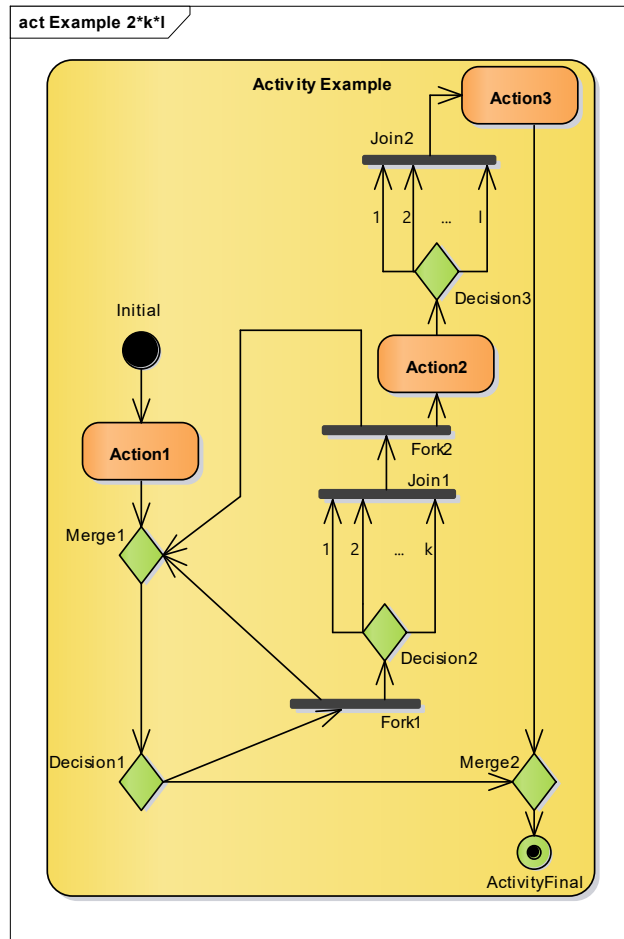 act Example 2*k*l
Activity Example
Action3
Join2
1 2 ... l
Decision3
Initial
Action2
Action1
Fork2
Join1
Merge1
1 2 ... k
Decision2
Fork1
Decision1
Merge2
ActivityFinal